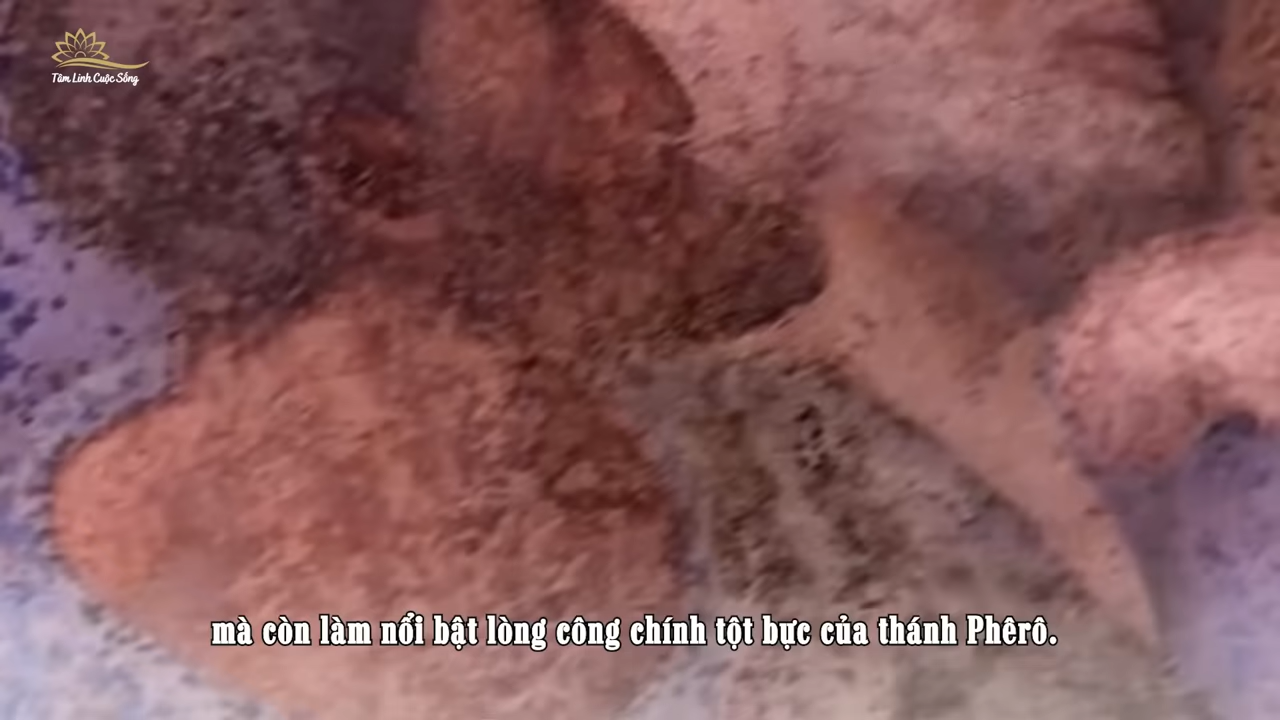 Tâm Linh Cuộc Sống
mà còn làm nổi bật lòng công chính tột bực của thánh Phêrô.